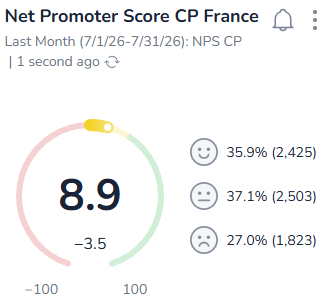 Net Promoter Score CP France
Last Month (7/1/26-7/31/26): NPS CP
| 1 second ago
35.9% (2,425)
8.9
37.1% (2,503)
−3.5
27.0% (1,823)
−100
100